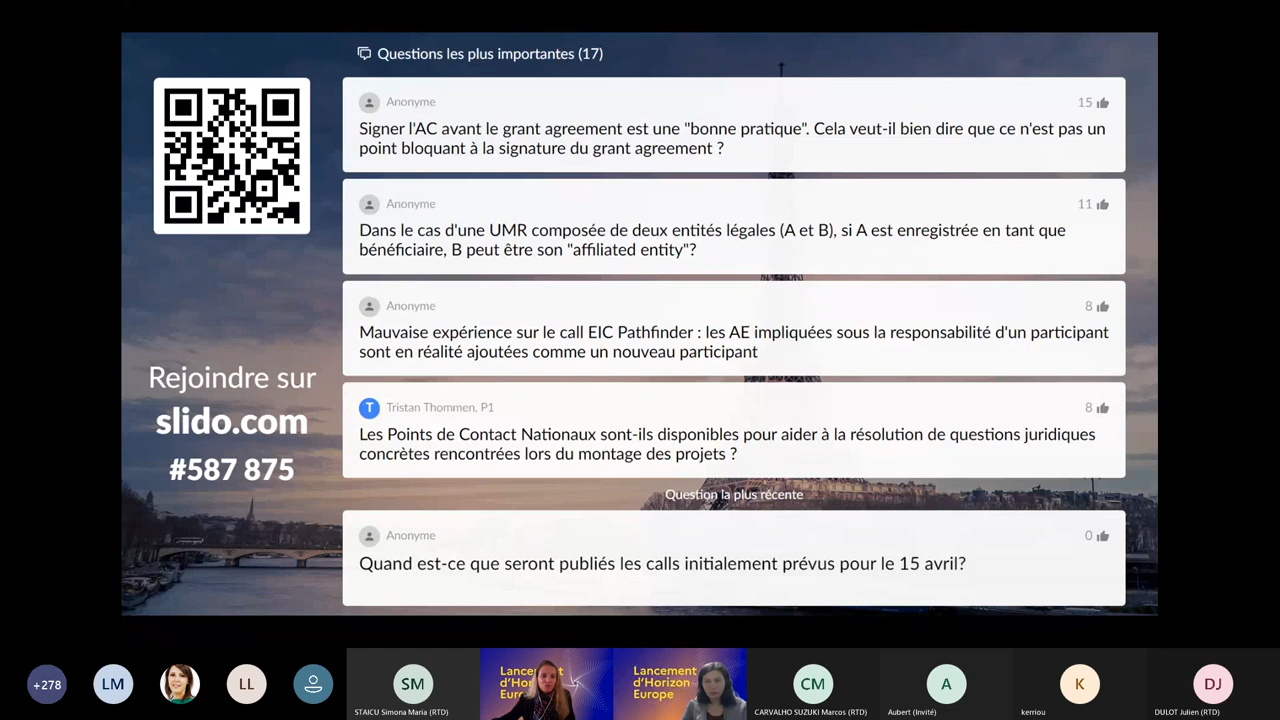 Questions les plus importantes (17)
Anonyme
15
Signer l'AC avant le grant agreement est une "bonne pratique". Cela veut-il bien dire que ce n'est pas un
point bloquant à la signature du grant agreement ?
Anonyme
11
Dans le cas d'une UMR composée de deux entités légales (A et B), si A est enregistrée en tant que
bénéficiaire, B peut être son "affiliated entity"?
Anonyme
8
Mauvaise expérience sur le call EIC Pathfinder : les AE impliquées sous la responsabilité d'un participant
sont en réalité ajoutées comme un nouveau participant
T
Tristan Thommen, P1
8
Les Points de Contact Nationaux sont-ils disponibles pour aider à la résolution de questions juridiques
concrètes rencontrées lors du montage des projets ?
Question la plus récente
Anonyme
0
Quand est-ce que seront publiés les calls initialement prévus pour le 15 avril?
Rejoindre sur
slido.com
#587 875
+278
LM
LL
SM
STAICU Simona Maria (RTD)
Lancement
d'Horizon
Europe
CM
CARVALHO SUZUKI Marcos (RTD)
A
Aubert (Invité)
K
kerriou
DJ
DULOT Julien (RTD)